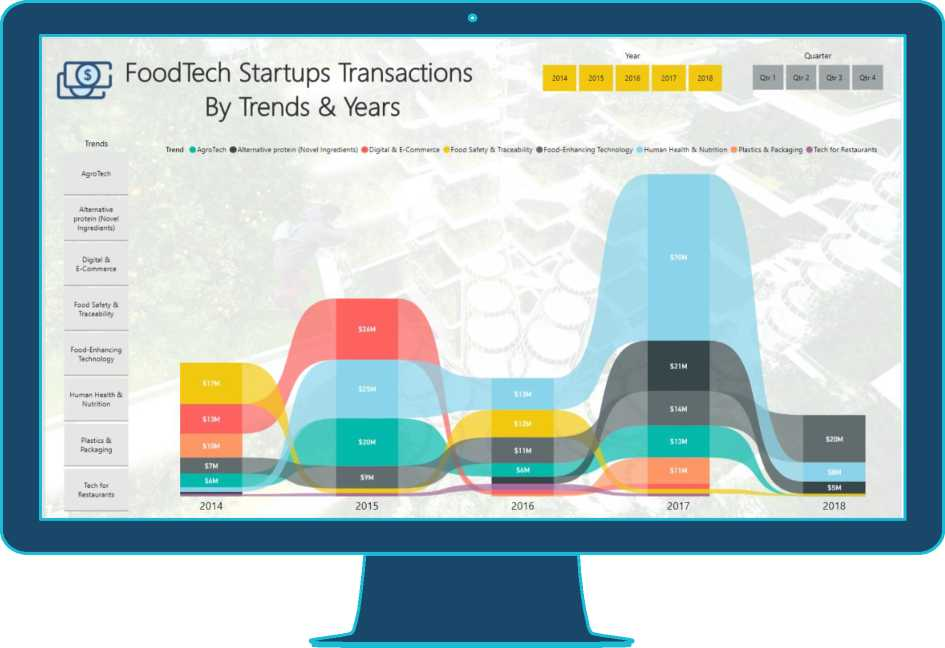 FoodTech Startups Transactions
By Trends & Years
Year
2014 2015 2016 2017 2018
Quarter
Qtr 1 Qtr 2 Qtr 3 Qtr 4
Trends
AgroTech
Alternative
protein (Novel
Ingredients)
Digital &
E-Commerce
Food Safety &
Traceability
Food-Enhancing
Technology
Human Health &
Nutrition
Plastics &
Packaging
Tech for
Restaurants
Trend AgroTech Alternative protein (Novel Ingredients) Digital & E-Commerce Food Safety & Traceability Food-Enhancing Technology Human Health & Nutrition Plastics & Packaging Tech for Restaurants
$17M
$13M
$10M
$7M
$6M
2014
$26M
$25M
$20M
$9M
2015
$13M
$12M
$11M
$6M
2016
$70M
$21M
$14M
$13M
$11M
2017
$20M
$8M
$5M
2018